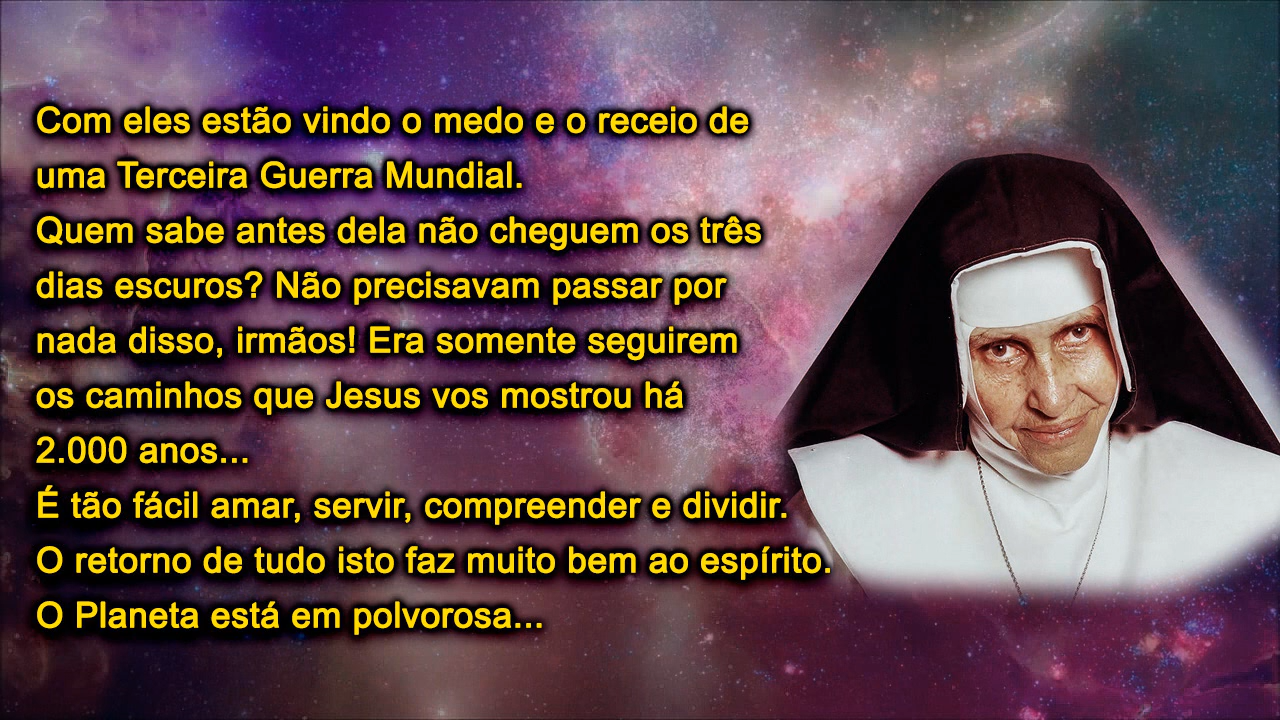 Com eles estão vindo o medo e o receio de
uma Terceira Guerra Mundial.
Quem sabe antes dela não cheguem os três
dias escuros? Não precisavam passar por
nada disso, irmãos! Era somente seguirem
os caminhos que Jesus vos mostrou há
2.000 anos...
É tão fácil amar, servir, compreender e dividir.
O retorno de tudo isto faz muito bem ao espírito.
O Planeta está em polvorosa...